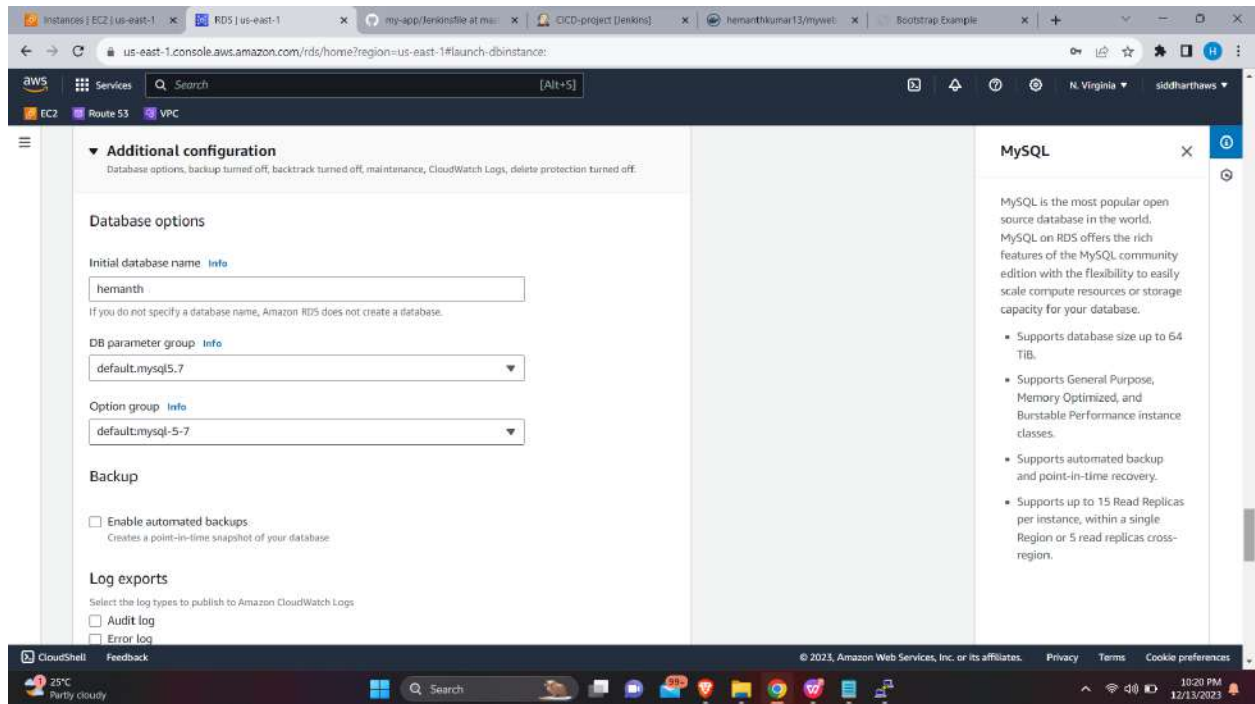 Instances | EC2 | us-east-1
RDS | us-east-1
my-app/Jenkinsfile at mas
CICD-project [Jenkins]
hemanthkumar13/myweb
Bootstrap Example
us-east-1.console.aws.amazon.com/rds/home?region=us-east-1#launch-dbinstance:
H
aws
Services
Search
[Alt+S]
N. Virginia
siddharthaws
EC2
Route 53
VPC
Additional configuration
Database options, backup turned off, backtrack turned off, maintenance, CloudWatch Logs, delete protection turned off.
Database options
Initial database name Info
hemanth
If you do not specify a database name, Amazon RDS does not create a database.
DB parameter group Info
default.mysql5.7
Option group Info
default:mysql-5-7
Backup
Enable automated backups
Creates a point-in-time snapshot of your database
Log exports
Select the log types to publish to Amazon CloudWatch Logs
Audit log
Error log
MySQL
MySQL is the most popular open
source database in the world.
MySQL on RDS offers the rich
features of the MySQL community
edition with the flexibility to easily
scale compute resources or storage
capacity for your database.
Supports database size up to 64
TiB.
Supports General Purpose,
Memory Optimized, and
Burstable Performance instance
classes.
Supports automated backup
and point-in-time recovery.
Supports up to 15 Read Replicas
per instance, within a single
Region or 5 read replicas cross-
region.
CloudShell
Feedback
© 2023, Amazon Web Services, Inc. or its affiliates.
Privacy
Terms
Cookie preferences
1
25°C
Partly cloudy
Search
99+
10:20 PM
12/13/2023